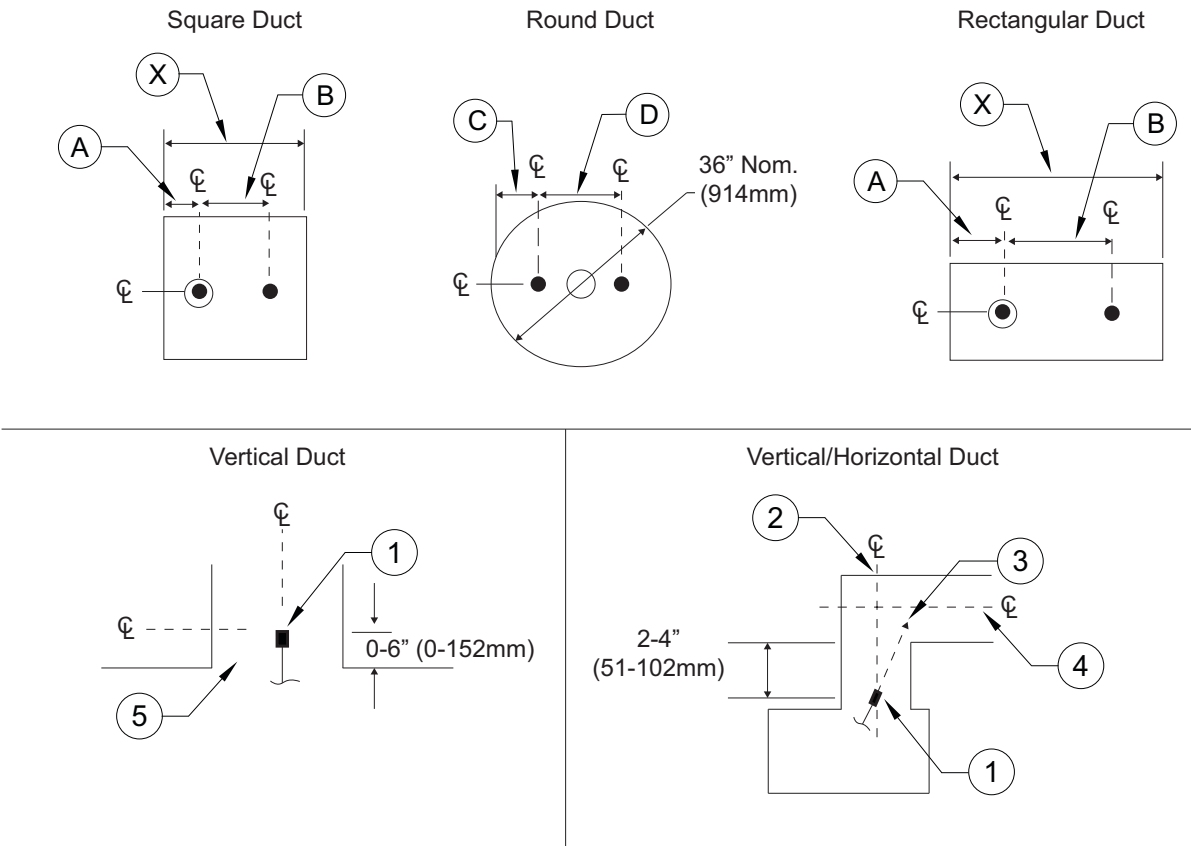 Square Duct
X
B
A
℄
℄
℄
Round Duct
C
D
℄
℄
36” Nom.
(914mm)
℄
Rectangular Duct
X
B
A
℄
℄
℄
Vertical Duct
℄
1
℄
0-6” (0-152mm)
5
Vertical/Horizontal Duct
2
℄
3
℄
2-4”
(51-102mm)
4
1